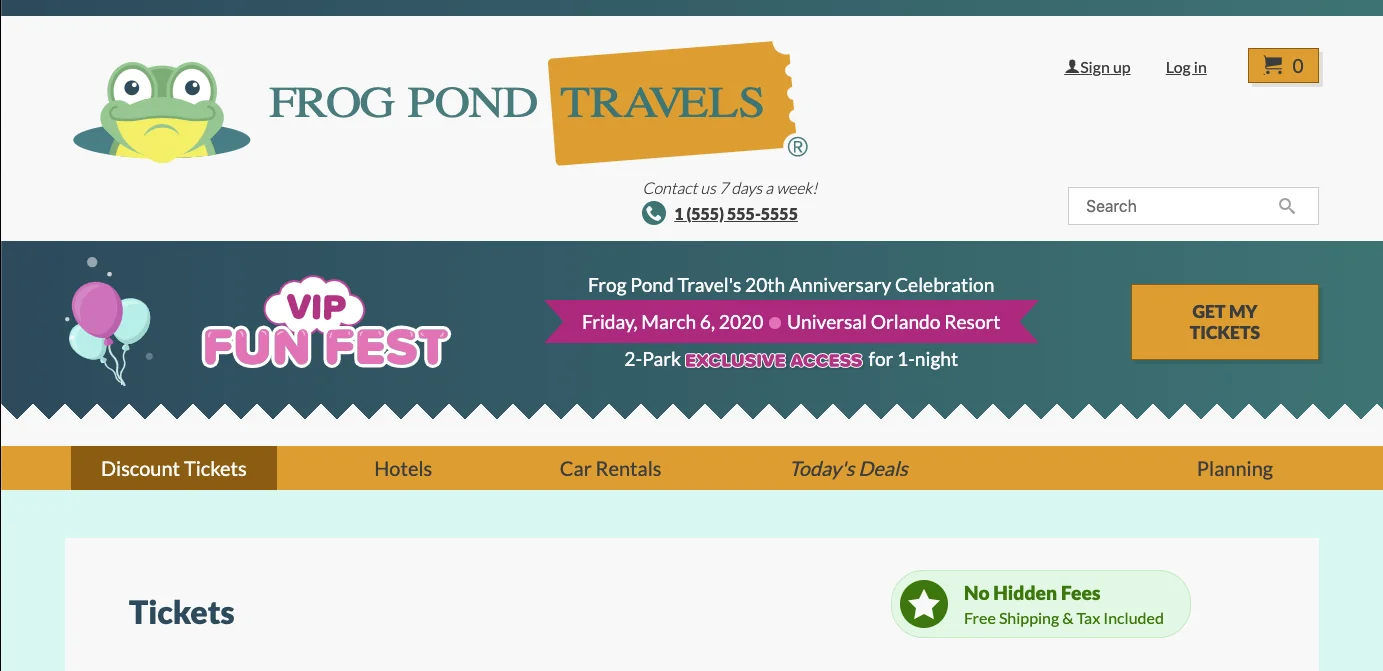 FROG POND TRAVELS®
Sign up
Log in
0
Contact us 7 days a week!
1 (555) 555-5555
Search
VIP
FUN FEST
Frog Pond Travel's 20th Anniversary Celebration
Friday, March 6, 2020 ● Universal Orlando Resort
2-Park EXCLUSIVE ACCESS for 1-night
GET MY
TICKETS
Discount Tickets
Hotels
Car Rentals
Today's Deals
Planning
Tickets
No Hidden Fees
Free Shipping & Tax Included